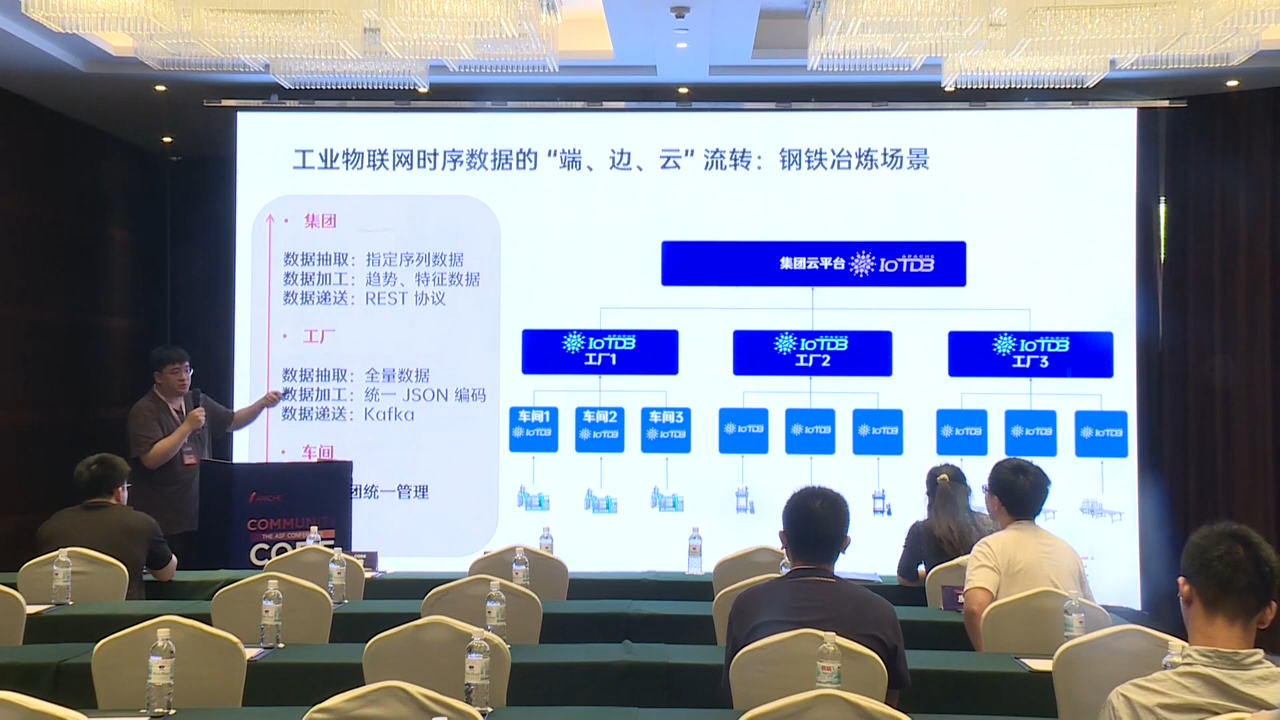 工业物联网时序数据的 “端、边、云” 流转：钢铁冶炼场景
• 集团
数据抽取：指定序列数据
数据加工：趋势、特征数据
数据递送：REST 协议
• 工厂
数据抽取：全量数据
数据加工：统一 JSON 编码
数据递送：Kafka
• 车间
团统一管理
集团云平台 APACHE IoTDB
IoTDB
工厂1
IoTDB
工厂2
IoTDB
工厂3
车间1
IoTDB
车间2
IoTDB
车间3
IoTDB
IoTDB
IoTDB
IoTDB
IoTDB
IoTDB
IoTDB
APACHE
COMMUNITY
THE ASF CONFERENCE
CODE